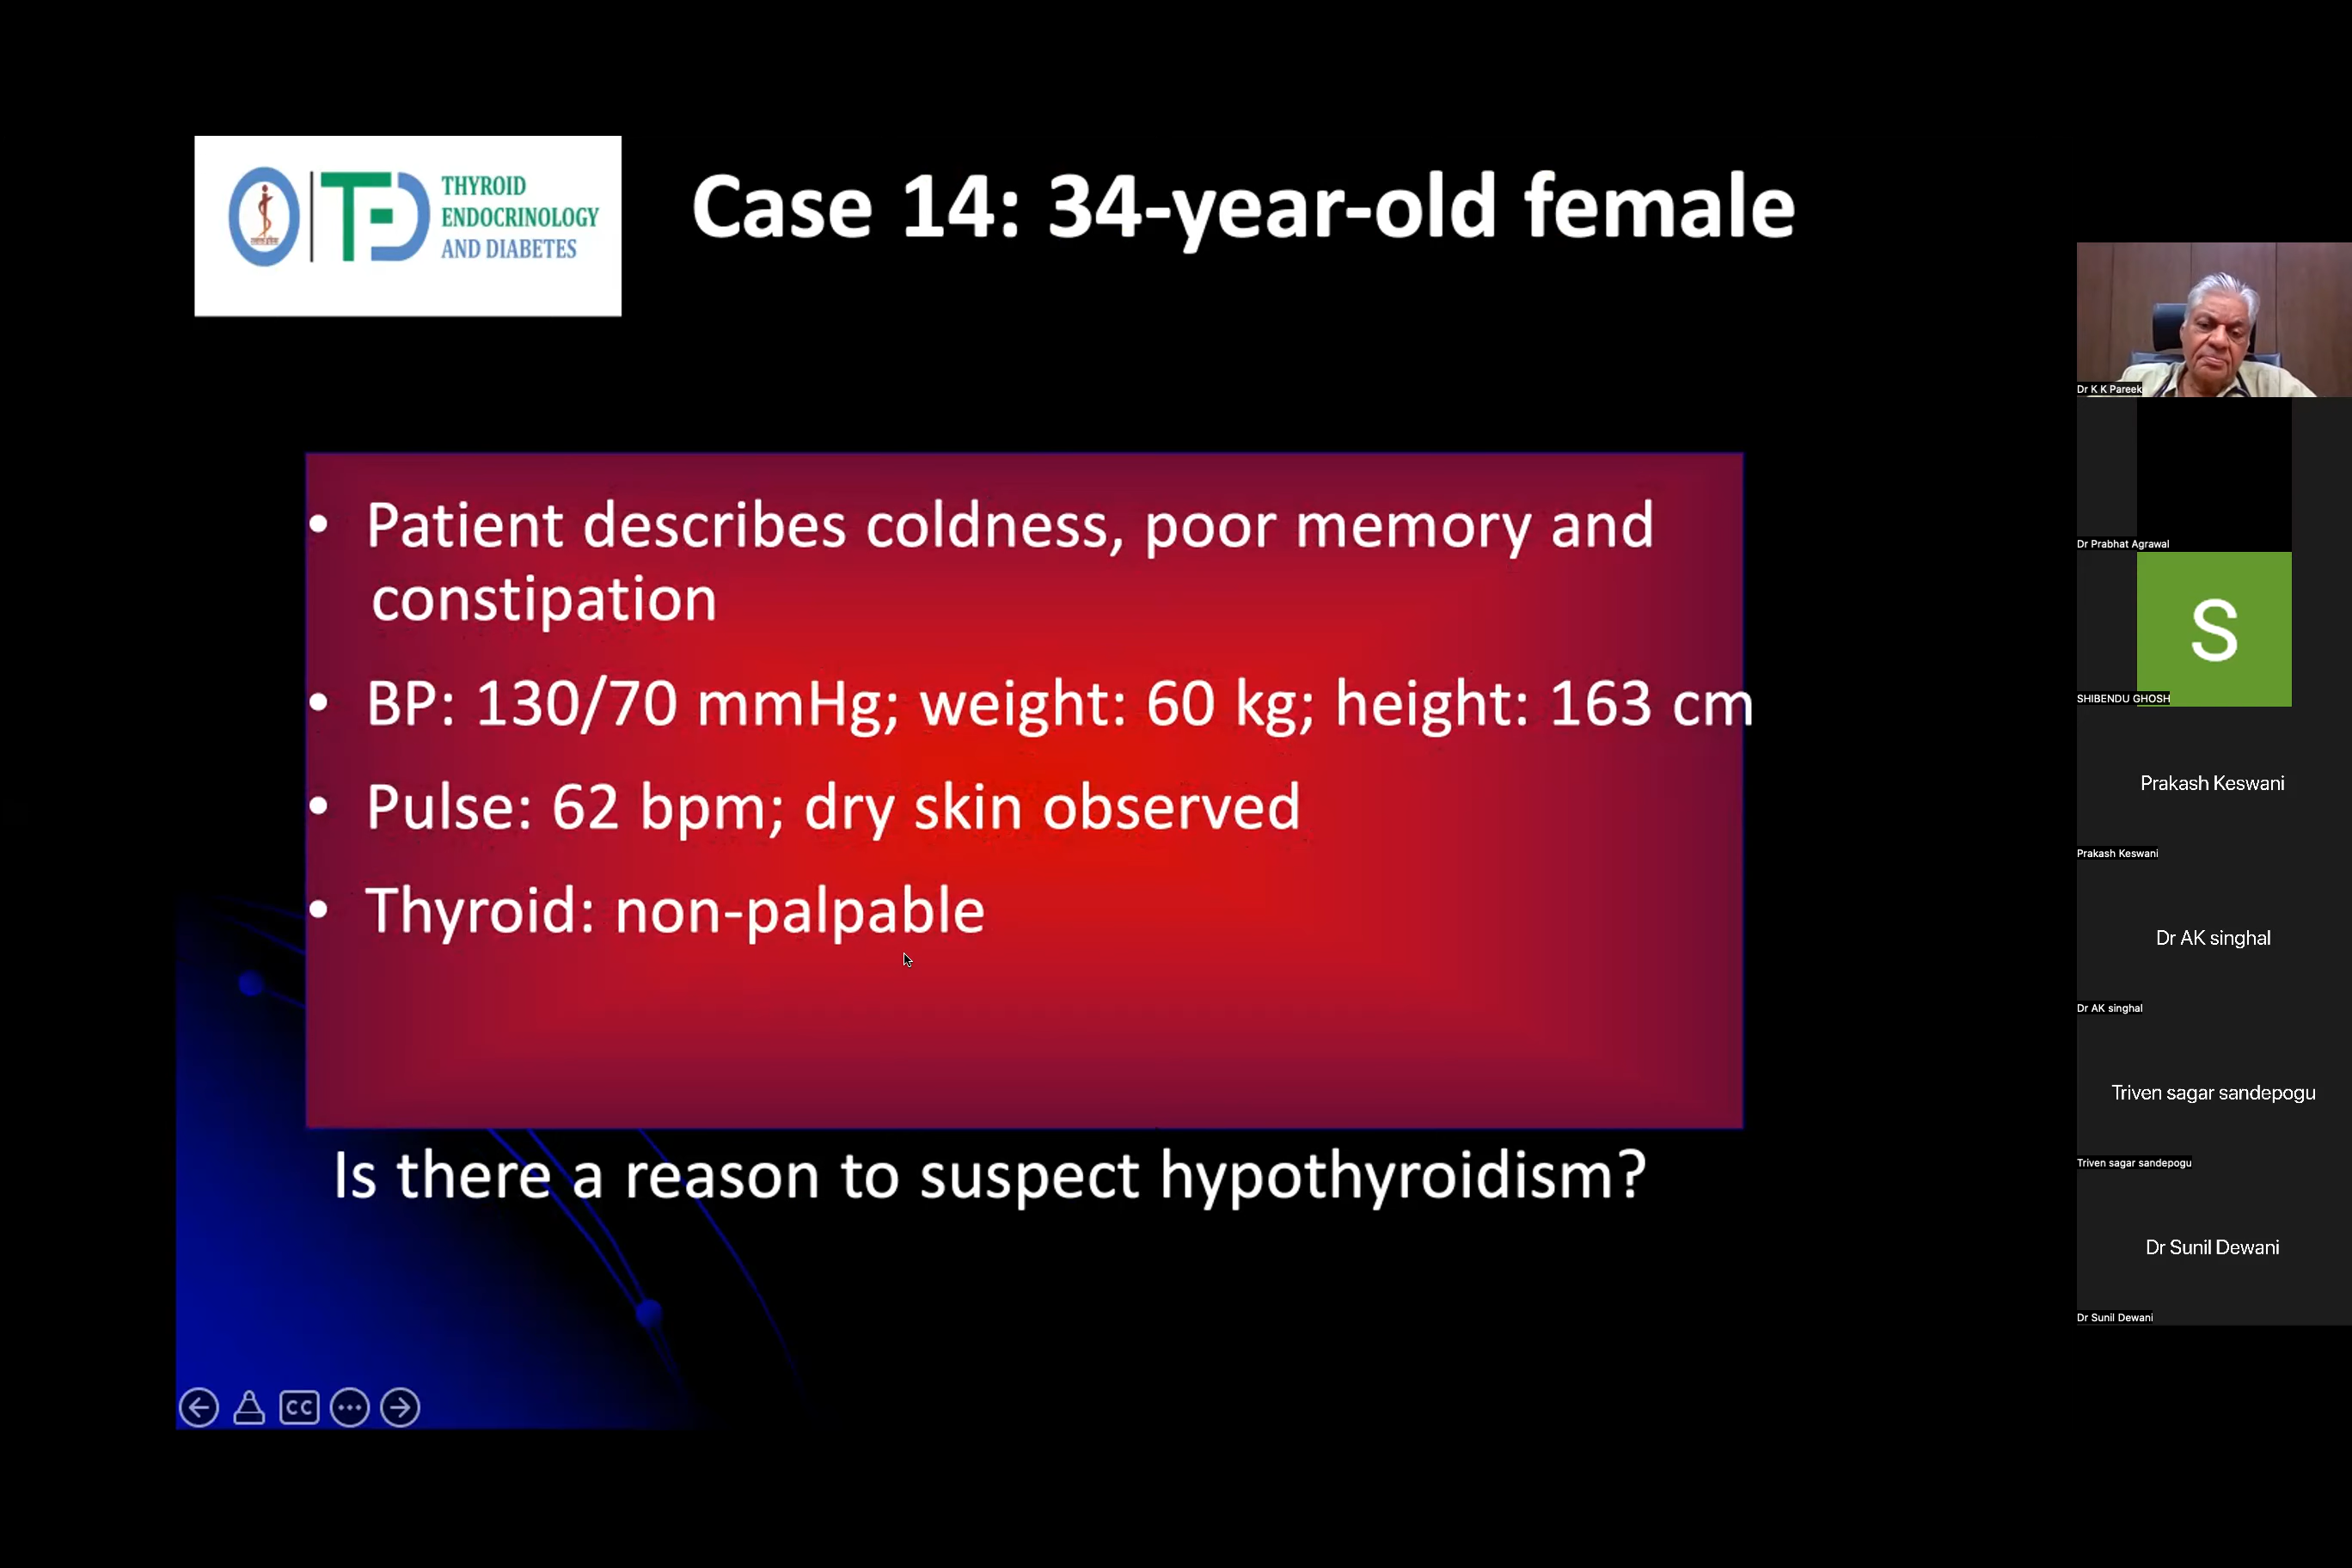 THYROID
ENDOCRINOLOGY
AND DIABETES
TED
Case 14: 34-year-old female
• Patient describes coldness, poor memory and
constipation
• BP: 130/70 mmHg; weight: 60 kg; height: 163 cm
• Pulse: 62 bpm; dry skin observed
• Thyroid: non-palpable
Is there a reason to suspect hypothyroidism?
CC
Dr K K Pareek
Dr Prabhat Agrawal
S
SHIBENDU GHOSH
Prakash Keswani
Prakash Keswani
Dr AK singhal
Dr AK singhal
Triven sagar sandepogu
Triven sagar sandepogu
Dr Sunil Dewani
Dr Sunil Dewani